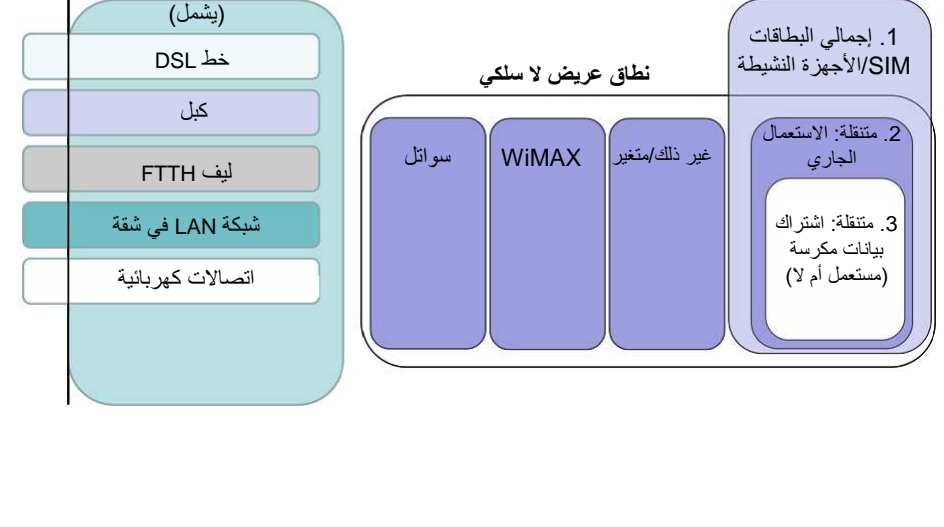 (يشمل)
خط DSL
كبل
ليف FTTH
شبكة LAN في شقة
اتصالات كهربائية
نطاق عريض لا سلكي
سواتل
WiMAX
غير ذلك/متغير
1. إجمالي البطاقات
SIM/الأجهزة النشيطة
2. متنقلة: الاستعمال
الجاري
3. متنقلة: اشتراك
بيانات مكرسة
(مستعمل أم لا)